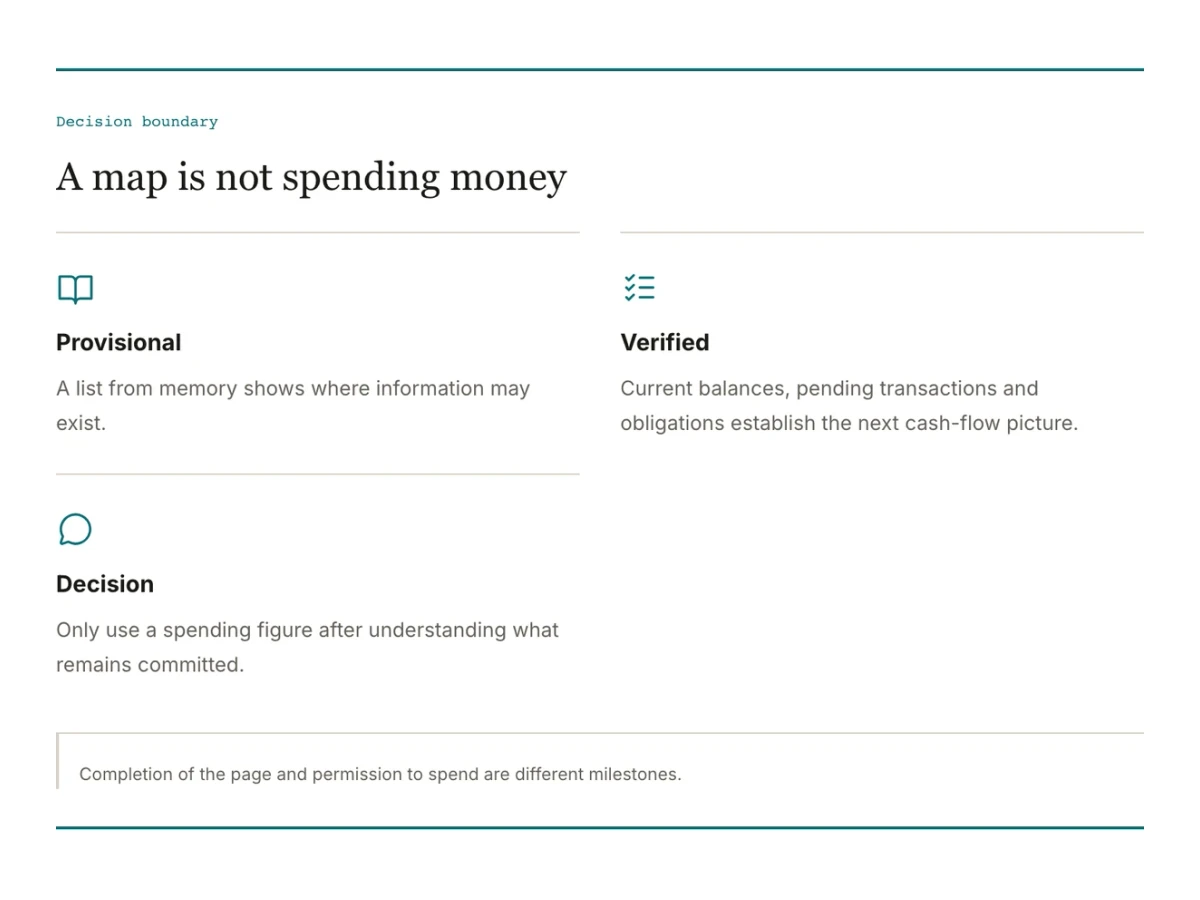 Decision boundary
A map is not spending money
Provisional
A list from memory shows where information may
exist.
Verified
Current balances, pending transactions and
obligations establish the next cash-flow picture.
Decision
Only use a spending figure after understanding what
remains committed.
Completion of the page and permission to spend are different milestones.